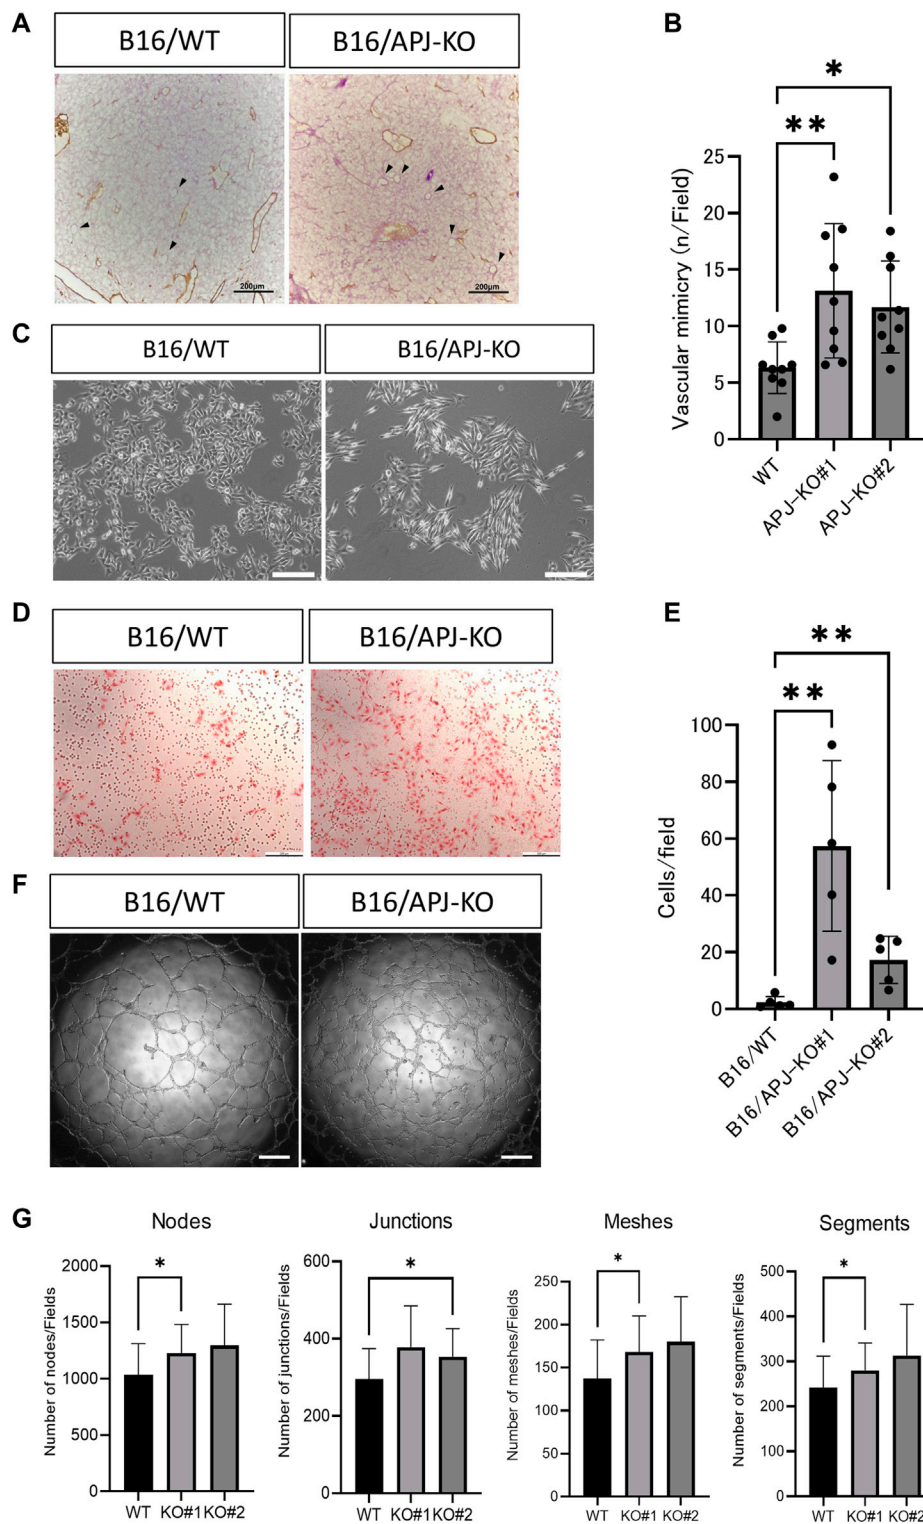 A
B16/WT
B16/APJ-KO
200μm
200μm
B
*
**
Vascular mimicry (n/Field)
25
20
15
10
5
0
WT
APJ-KO#1
APJ-KO#2
C
B16/WT
B16/APJ-KO
D
B16/WT
B16/APJ-KO
E
**
**
Cells/field
100
80
60
40
20
0
B16/WT
B16/APJ-KO#1
B16/APJ-KO#2
F
B16/WT
B16/APJ-KO
G
Nodes
*
Number of nodes/Fields
2000
1500
1000
500
0
WT KO#1 KO#2
Junctions
*
Number of junctions/Fields
600
400
200
0
WT KO#1 KO#2
Meshes
*
Number of meshes/Fields
250
200
150
100
50
0
WT KO#1 KO#2
Segments
*
Number of segments/Fields
500
400
300
200
100
0
WT KO#1 KO#2